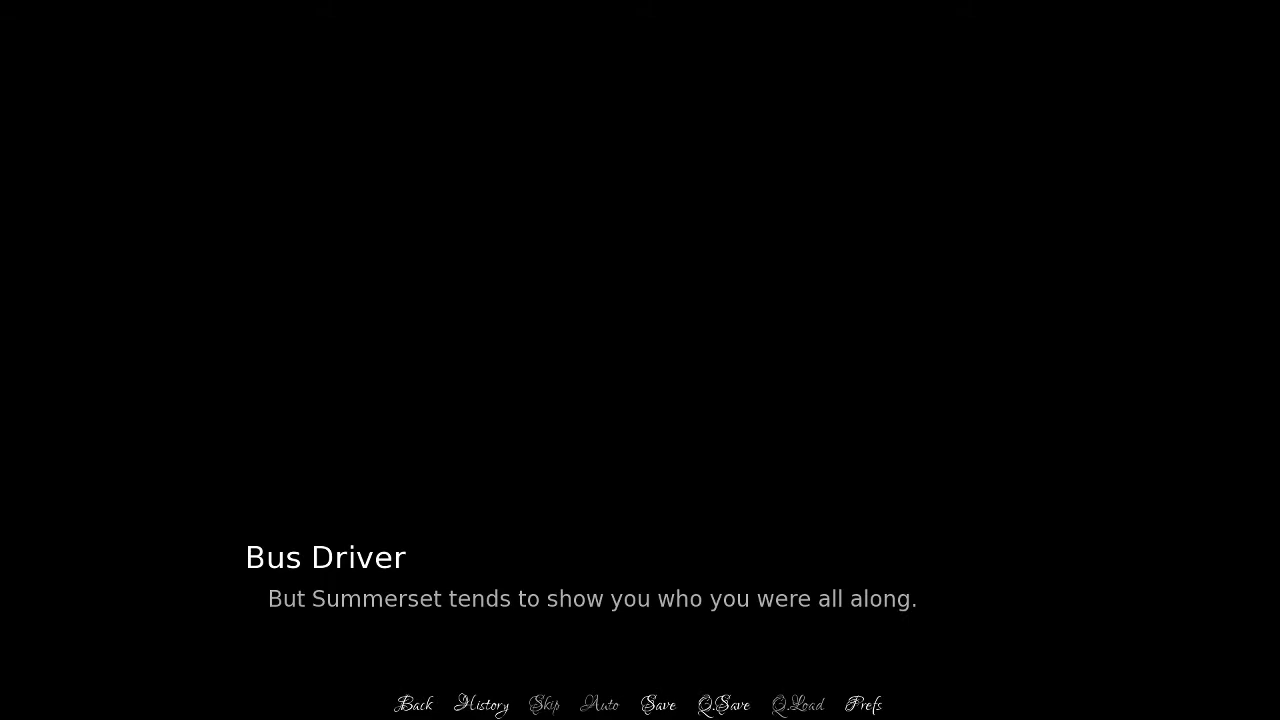 Bus Driver
But Summerset tends to show you who you were all along.
Back History Skip Auto Save Q.Save Q.Load Prefs